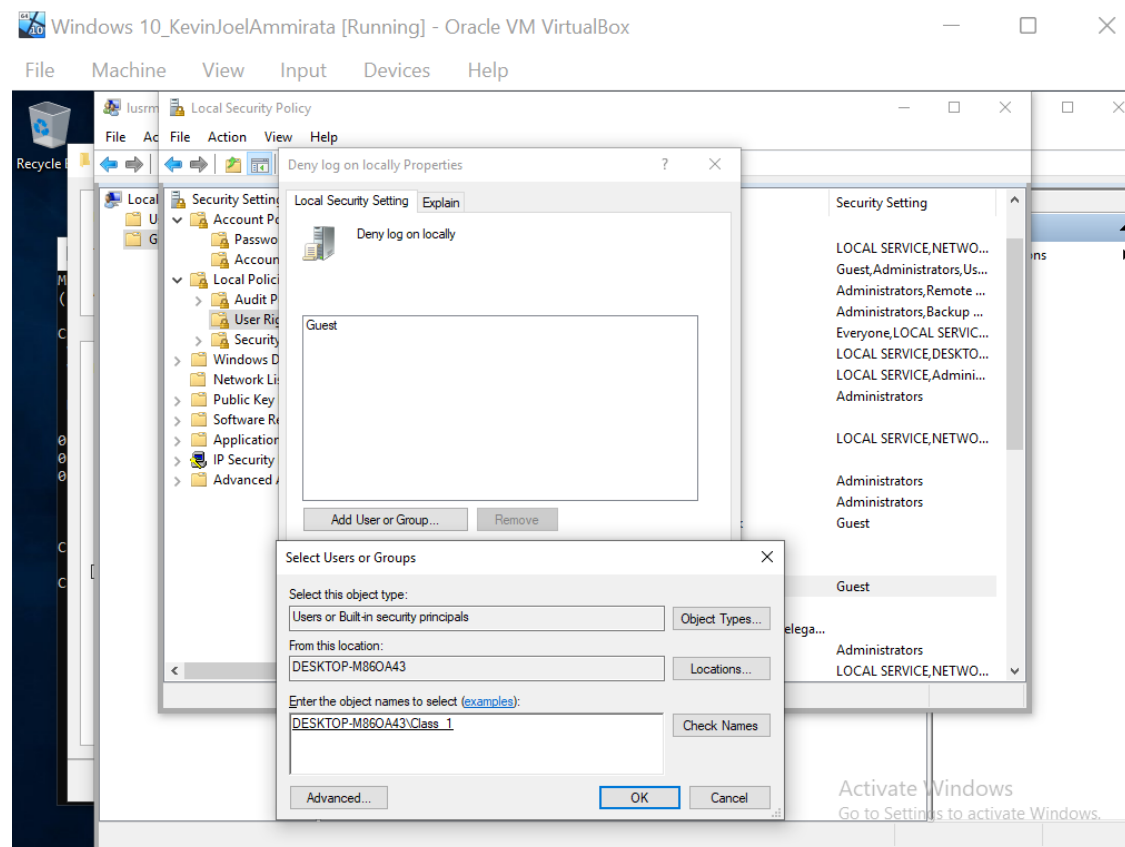 Windows 10_KevinJoelAmmirata [Running] - Oracle VM VirtualBox
File Machine View Input Devices Help
lusrm
Local Security Policy
File Ac
File Action View Help
Recycle
Deny log on locally Properties
Local Security Setting
Explain
Deny log on locally
Guest
Add User or Group...
Remove
Local
U
G
Security Setting
Account Po
Passwo
Accoun
Local Polici
Audit P
User Rig
Security
Windows D
Network Li
Public Key
Software Re
Application
IP Security
Advanced
Security Setting
LOCAL SERVICE,NETWO...
Guest,Administrators,Us...
Administrators,Remote ...
Administrators,Backup ...
Everyone,LOCAL SERVIC...
LOCAL SERVICE,DESKTO...
LOCAL SERVICE,Admini...
Administrators
LOCAL SERVICE,NETWO...
Administrators
Administrators
Guest
Guest
elega...
Administrators
LOCAL SERVICE,NETWO...
ons
Select Users or Groups
Select this object type:
Users or Built-in security principals
Object Types...
From this location:
DESKTOP-M86OA43
Locations...
Enter the object names to select (examples):
DESKTOP-M86OA43\Class_1
Check Names
Advanced...
OK
Cancel
Activate Windows
Go to Settings to activate Windows.